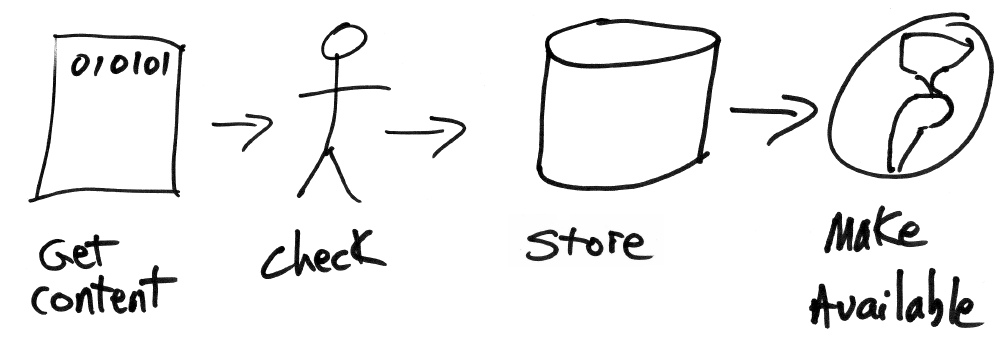 010101
Get
content
check
Store
Make
Available